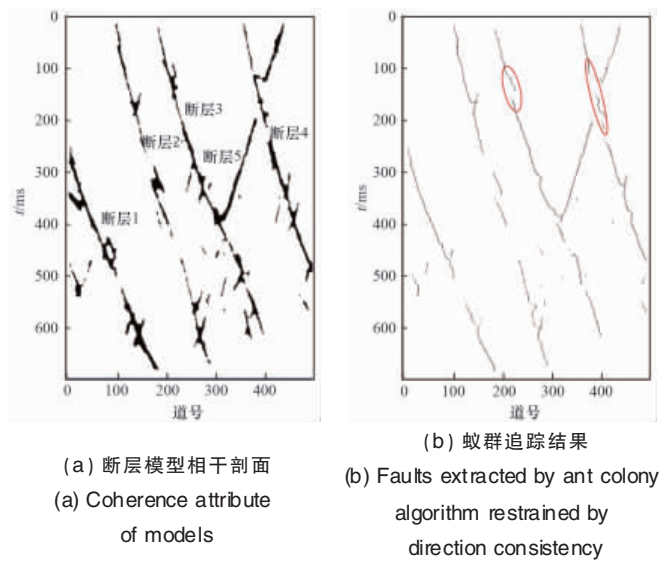 0
100
200
300
400
500
600
t/ms
断层3
断层2
断层4
断层5
断层1
0
100
200
300
400
道号
(a) 断层模型相干剖面
(a) Coherence attribute
of models
0
100
200
300
400
500
600
t/ms
0
100
200
300
400
道号
(b) 蚁群追踪结果
(b) Faults extracted by ant colony
algorithm restrained by
direction consistency